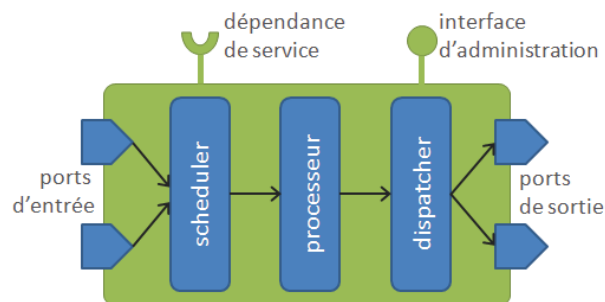 dépendance
de service
interface
d'administration
ports
d'entrée
scheduler
processeur
dispatcher
ports
de sortie